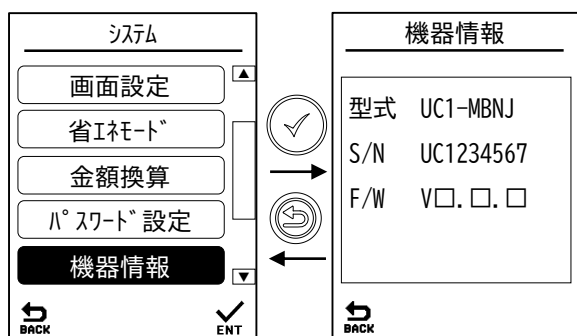 ｼｽﾃﾑ
画面設定
省ｴﾈﾓｰﾄﾞ
金額換算
ﾊﾟｽﾜｰﾄﾞ設定
機器情報
BACK
ENT
機器情報
型式 UC1-MBNJ
S/N UC1234567
F/W V□.□.□
BACK